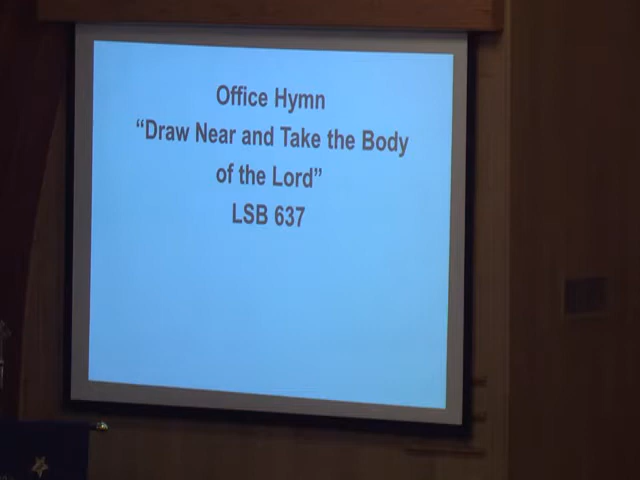 Office Hymn
“Draw Near and Take the Body
of the Lord”
LSB 637